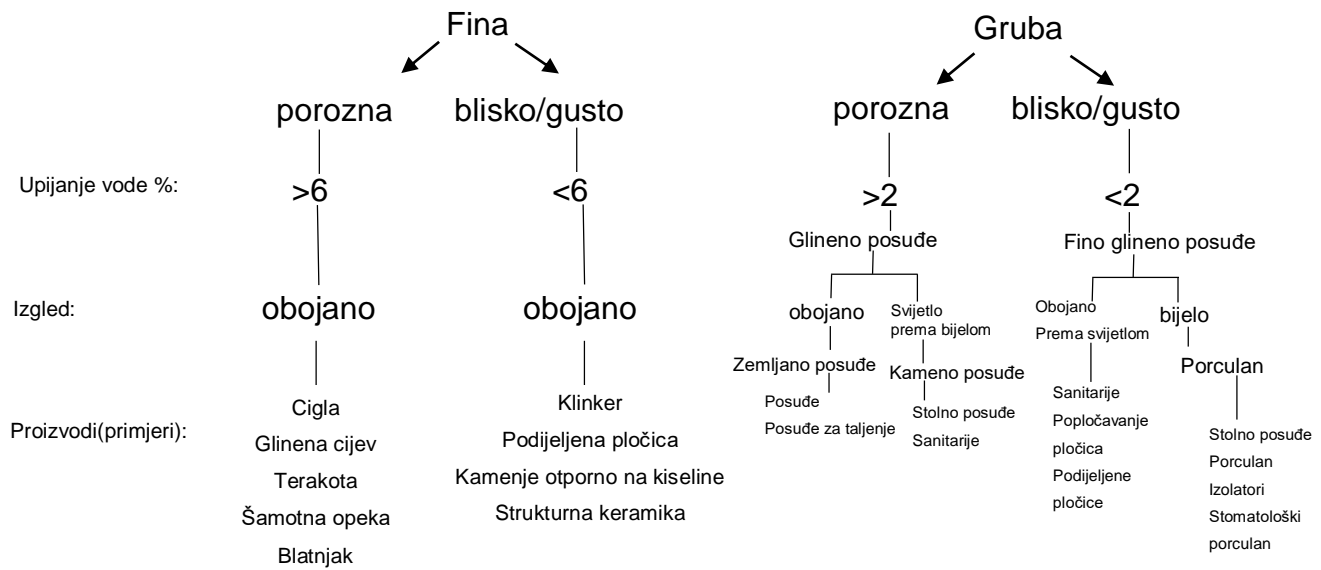 Fina
Gruba
porozna
blisko/gusto
porozna
blisko/gusto
Upijanje vode %:
>6
<6
>2
<2
Glineno posuđe
Fino glineno posuđe
Izgled:
obojano
obojano
obojano
Svijetlo
prema bijelom
Obojano
Prema svijetlom
bijelo
Zemljano posuđe
Kameno posuđe
Porculan
Proizvodi(primjeri):
Cigla
Glinena cijev
Terakota
Šamotna opeka
Blatnjak
Klinker
Podijeljena pločica
Kamenje otporno na kiseline
Strukturna keramika
Posuđe
Posuđe za taljenje
Stolno posuđe
Sanitarije
Sanitarije
Popločavanje
pločica
Podijeljene
pločice
Stolno posuđe
Porculan
Izolatori
Stomatološki
porculan